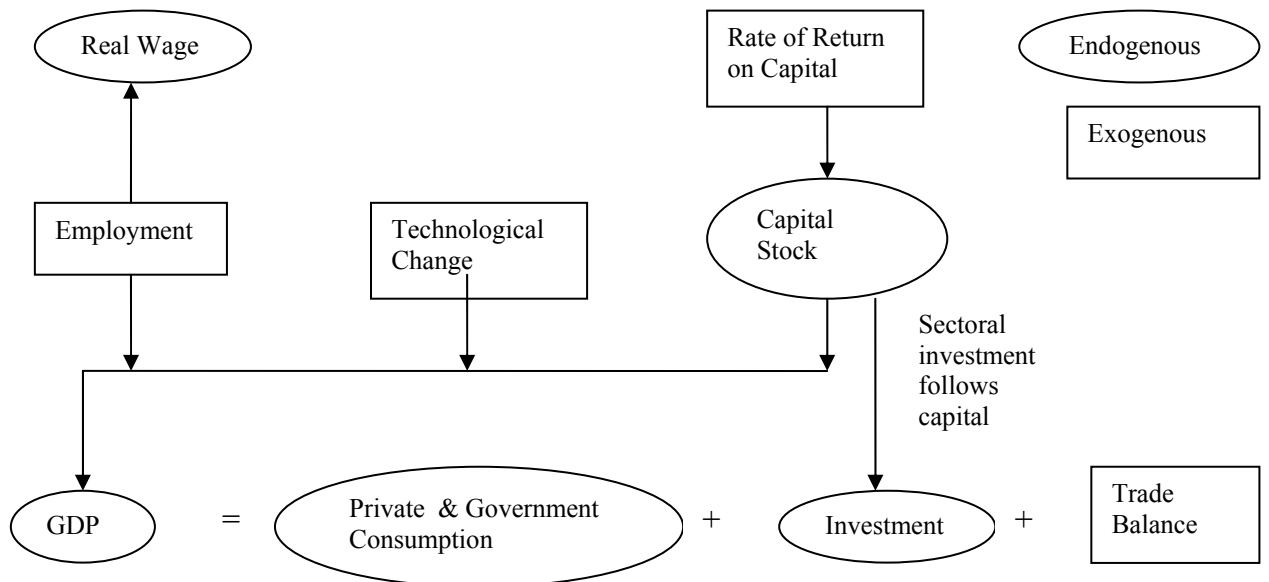 Real Wage
Rate of Return
on Capital
Endogenous
Exogenous
Employment
Technological
Change
Capital
Stock
Sectoral
investment
follows
capital
GDP
=
Private & Government
Consumption
+
Investment
+
Trade
Balance